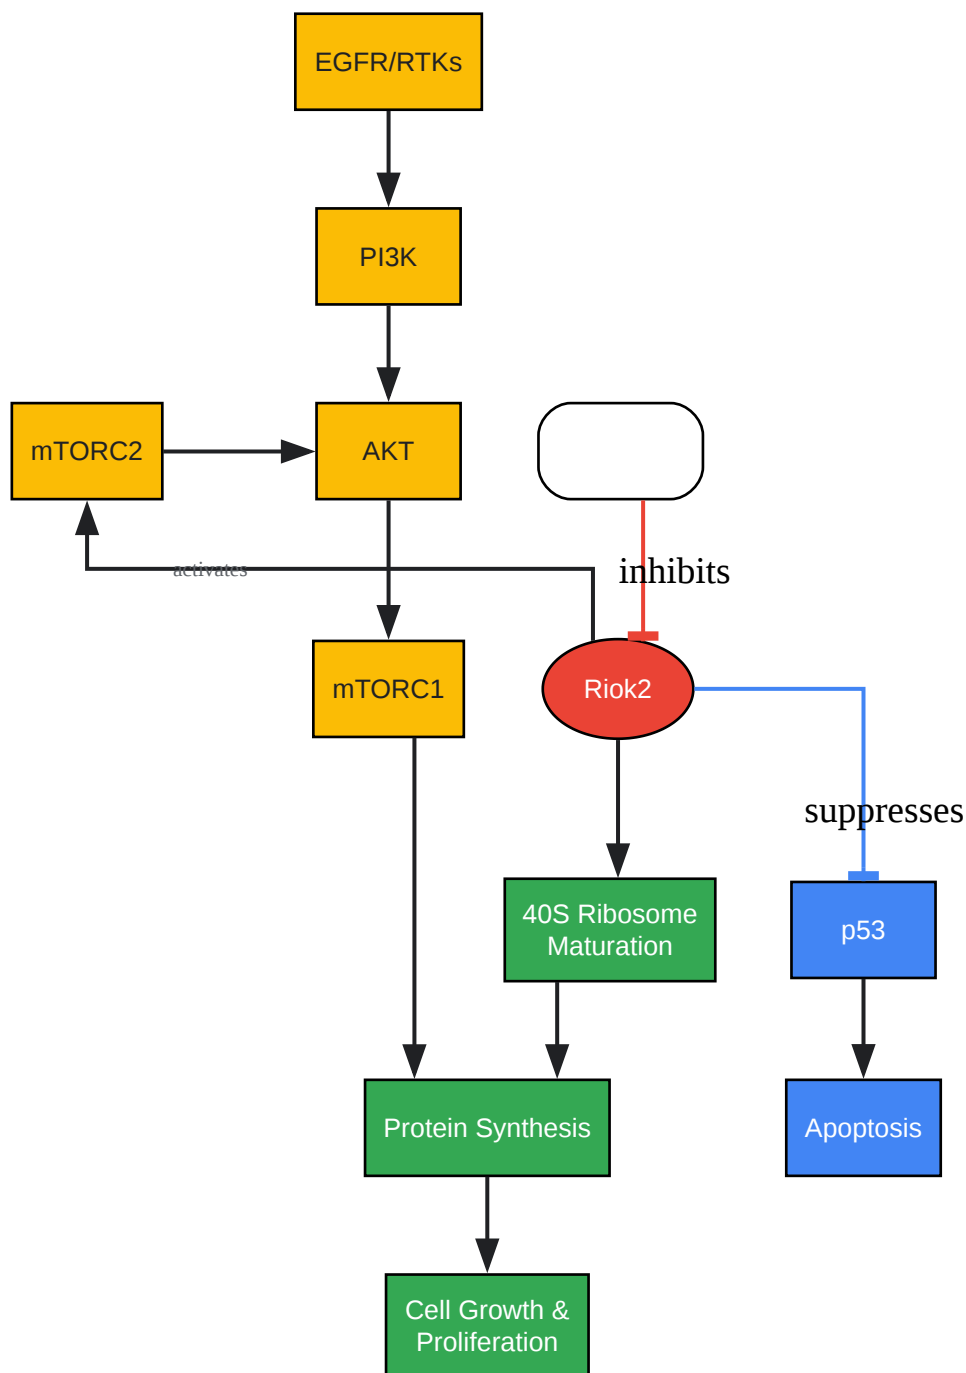 EGFR/RTKs
PI3K
mTORC2
AKT
activates
inhibits
mTORC1
Riok2
suppresses
40S Ribosome
Maturation
p53
Protein Synthesis
Apoptosis
Cell Growth &
Proliferation